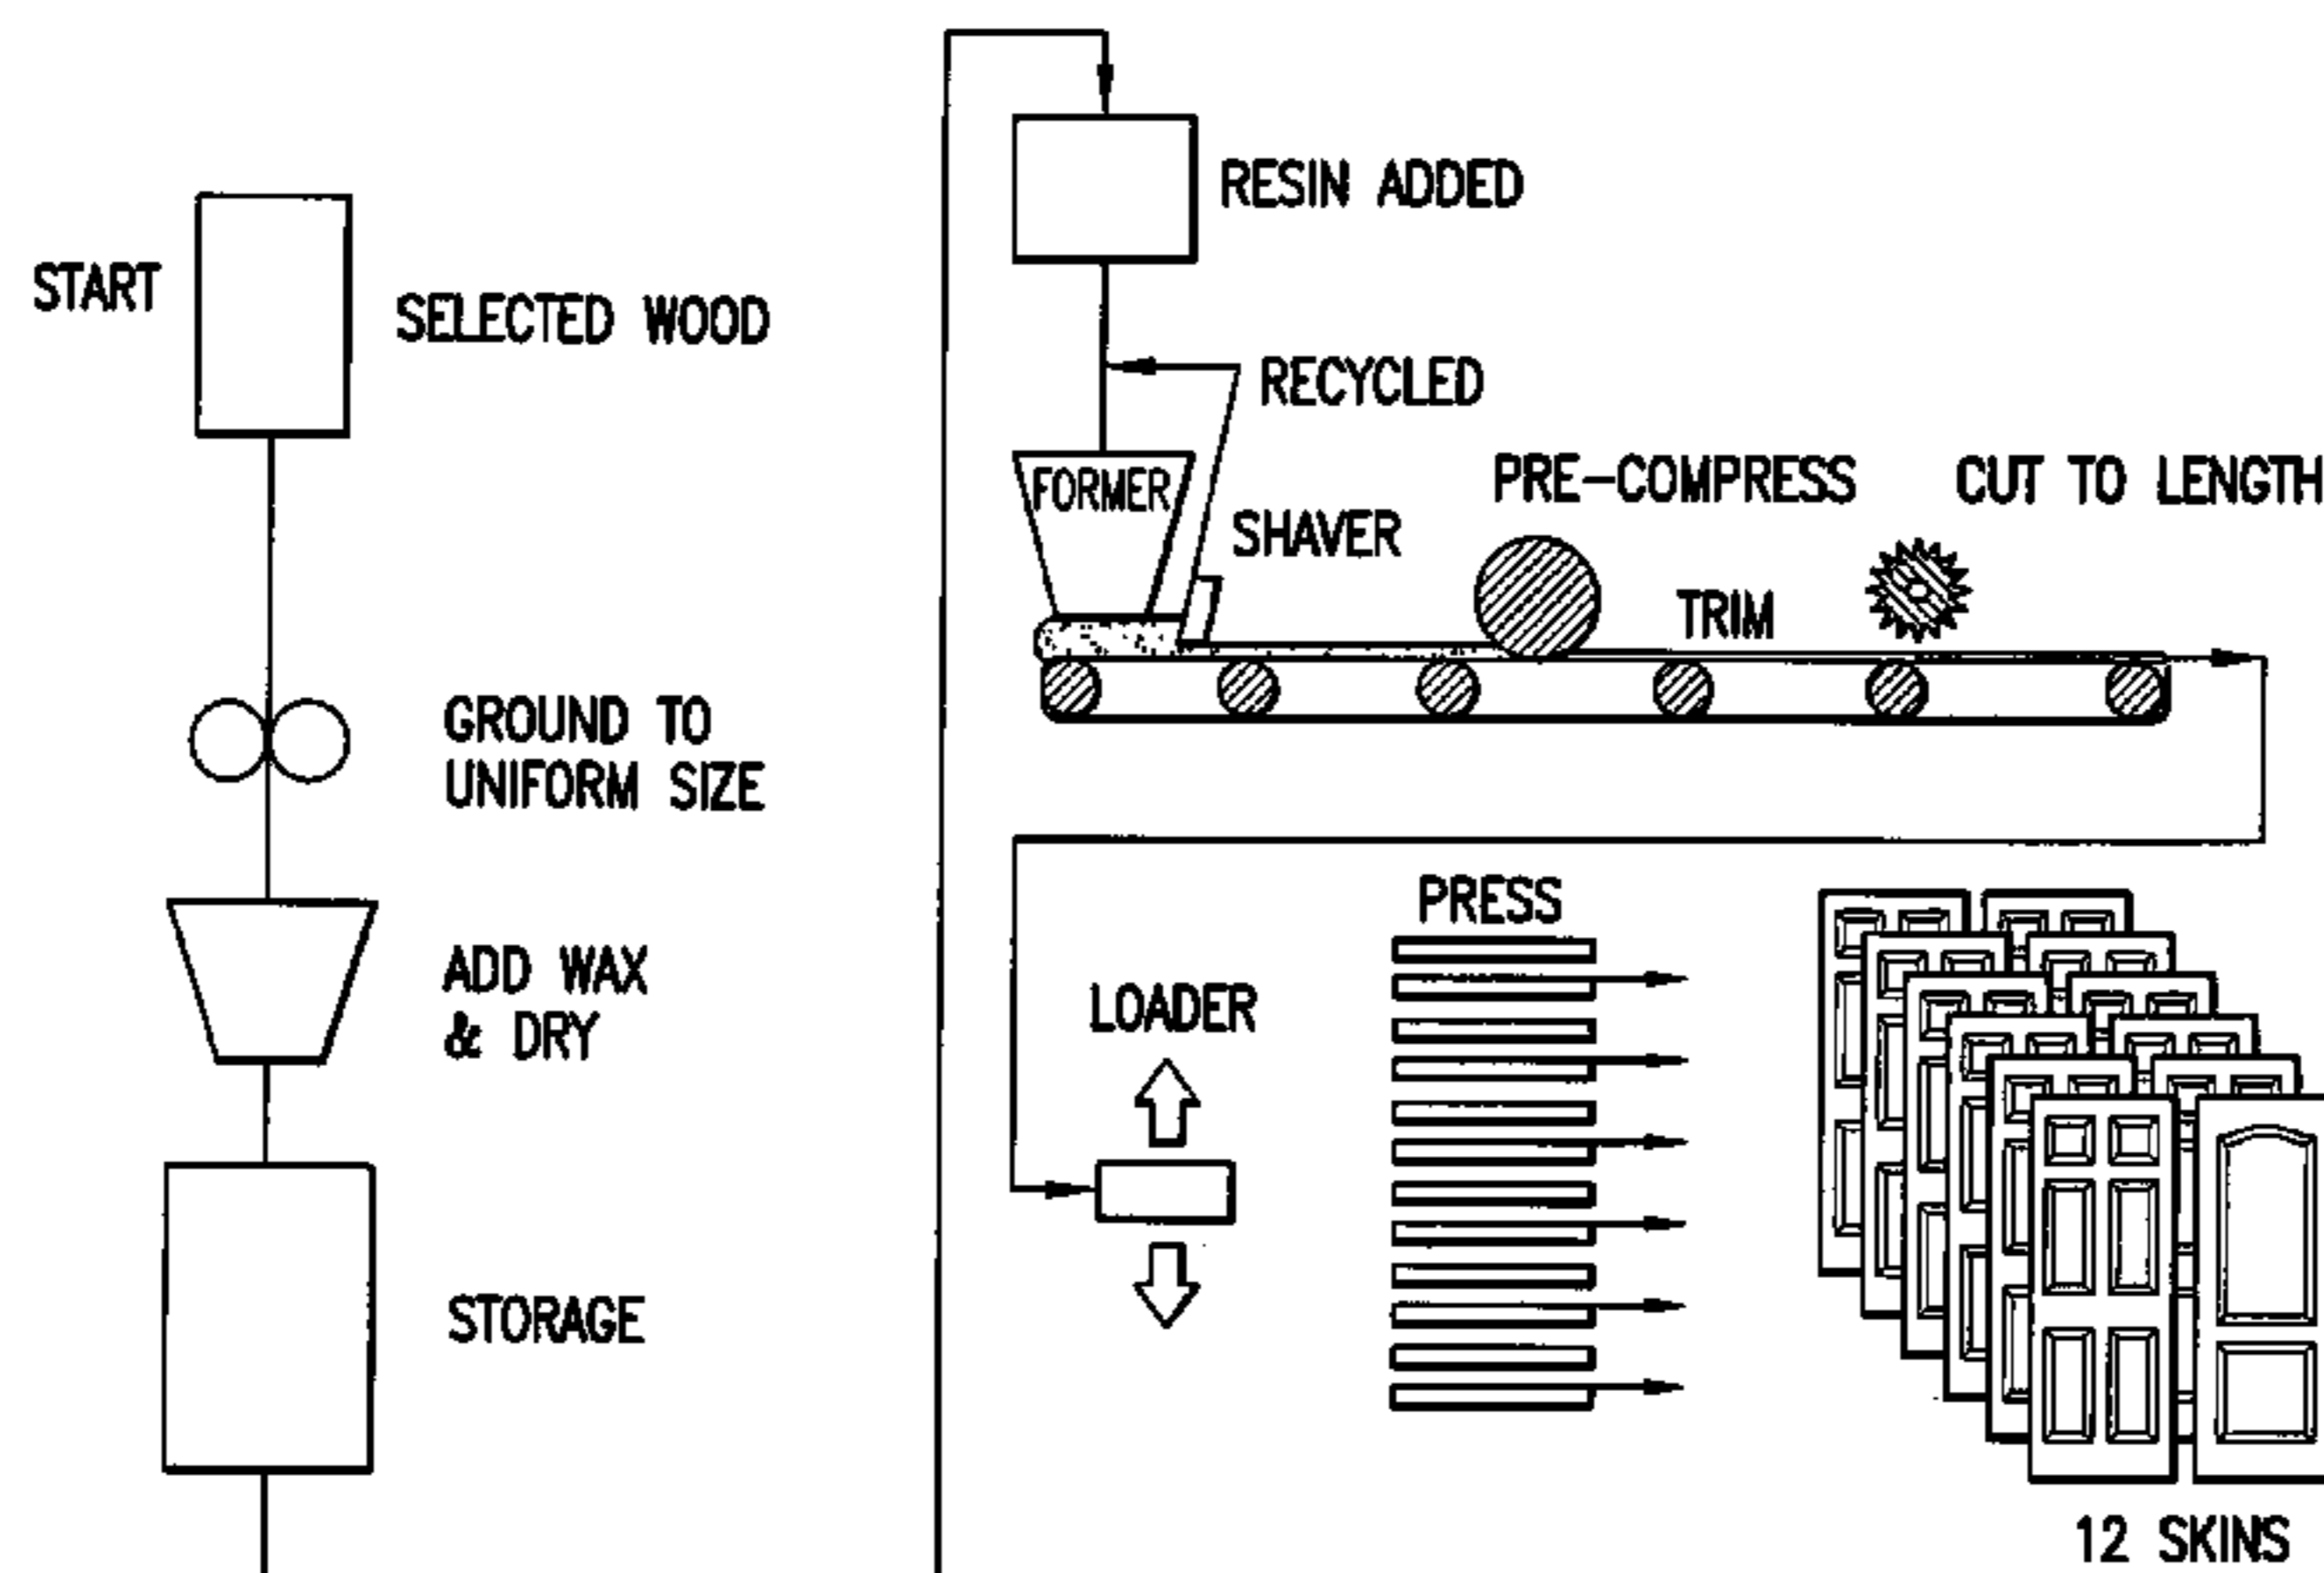 START
SELECTED WOOD
GROUND TO
UNIFORM SIZE
ADD WAX
& DRY
STORAGE
RESIN ADDED
RECYCLED
FORMER
SHAVER
PRE-COMPRESS
TRIM
CUT TO LENGTH
LOADER
PRESS
12 SKINS